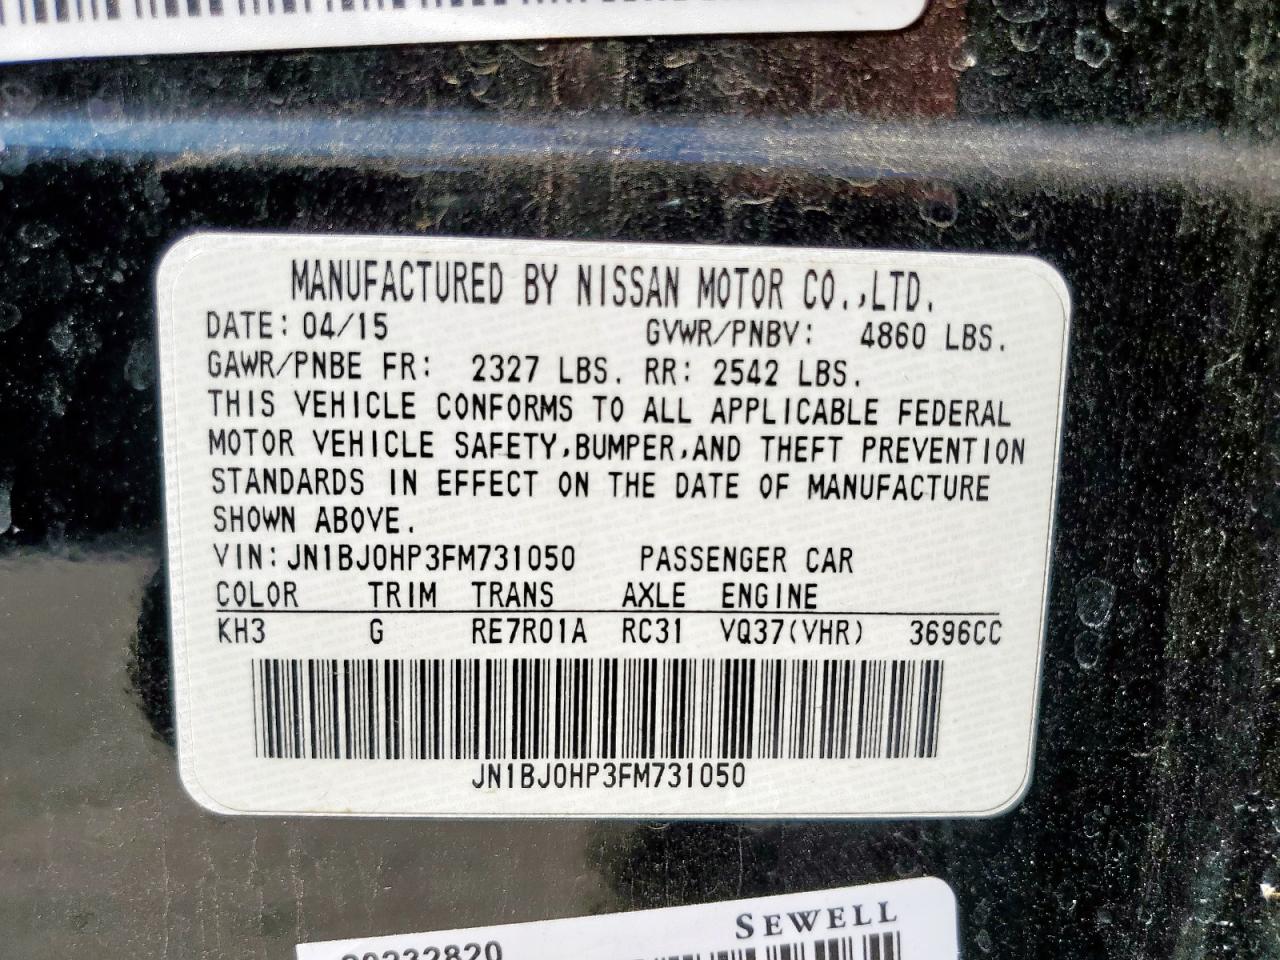 MANUFACTURED BY NISSAN MOTOR CO.,LTD.
DATE: 04/15 GVWR/PNBV: 4860 LBS.
GAWR/PNBE FR: 2327 LBS. RR: 2542 LBS.
THIS VEHICLE CONFORMS TO ALL APPLICABLE FEDERAL
MOTOR VEHICLE SAFETY,BUMPER,AND THEFT PREVENTION
STANDARDS IN EFFECT ON THE DATE OF MANUFACTURE
SHOWN ABOVE.
VIN:JN1BJ0HP3FM731050 PASSENGER CAR
COLOR TRIM TRANS AXLE ENGINE
KH3 G RE7R01A RC31 VQ37(VHR) 3696CC
JN1BJ0HP3FM731050
SEWELL